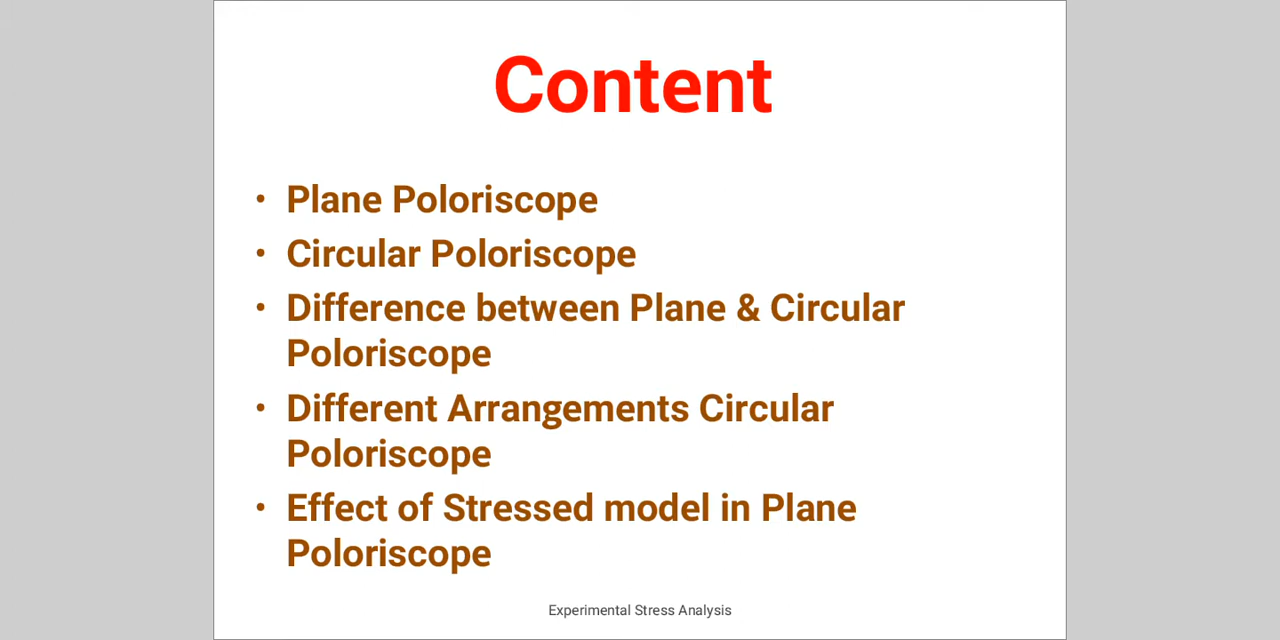 Content
• Plane Poloriscope
• Circular Poloriscope
• Difference between Plane & Circular
Poloriscope
• Different Arrangements Circular
Poloriscope
• Effect of Stressed model in Plane
Poloriscope
Experimental Stress Analysis